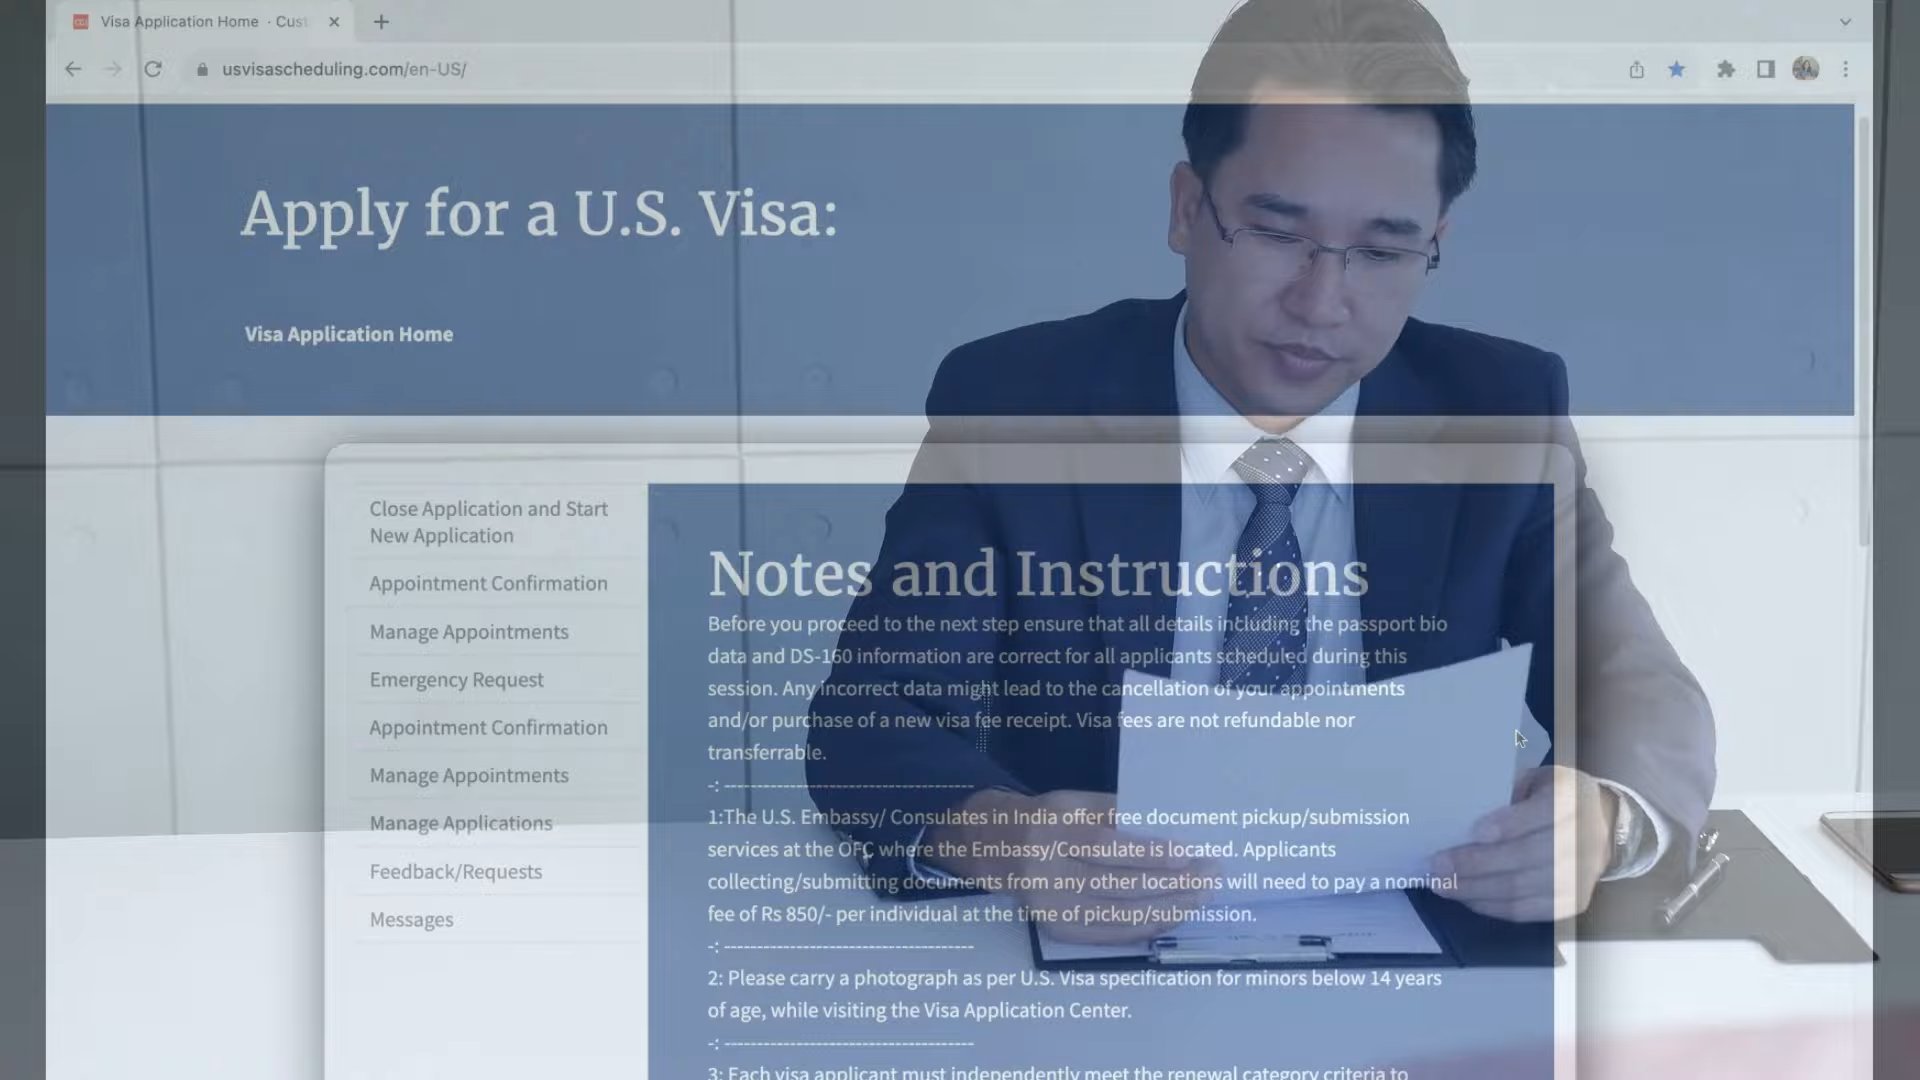 Visa Application Home · Cust
usvisascheduling.com/en-US/
Apply for a U.S. Visa:
Visa Application Home
Close Application and Start
New Application
Appointment Confirmation
Manage Appointments
Emergency Request
Appointment Confirmation
Manage Appointments
Manage Applications
Feedback/Requests
Messages
Notes and Instructions
Before you proceed to the next step ensure that all details including the passport bio
data and DS-160 information are correct for all applicants scheduled during this
session. Any incorrect data might lead to the cancellation of your appointments
and/or purchase of a new visa fee receipt. Visa fees are not refundable nor
transferrable.
-: --------------------------------------
1:The U.S. Embassy/ Consulates in India offer free document pickup/submission
services at the OFC where the Embassy/Consulate is located. Applicants
collecting/submitting documents from any other locations will need to pay a nominal
fee of Rs 850/- per individual at the time of pickup/submission.
-: --------------------------------------
2: Please carry a photograph as per U.S. Visa specification for minors below 14 years
of age, while visiting the Visa Application Center.
-: --------------------------------------
3: Each visa applicant must independently meet the renewal category criteria to